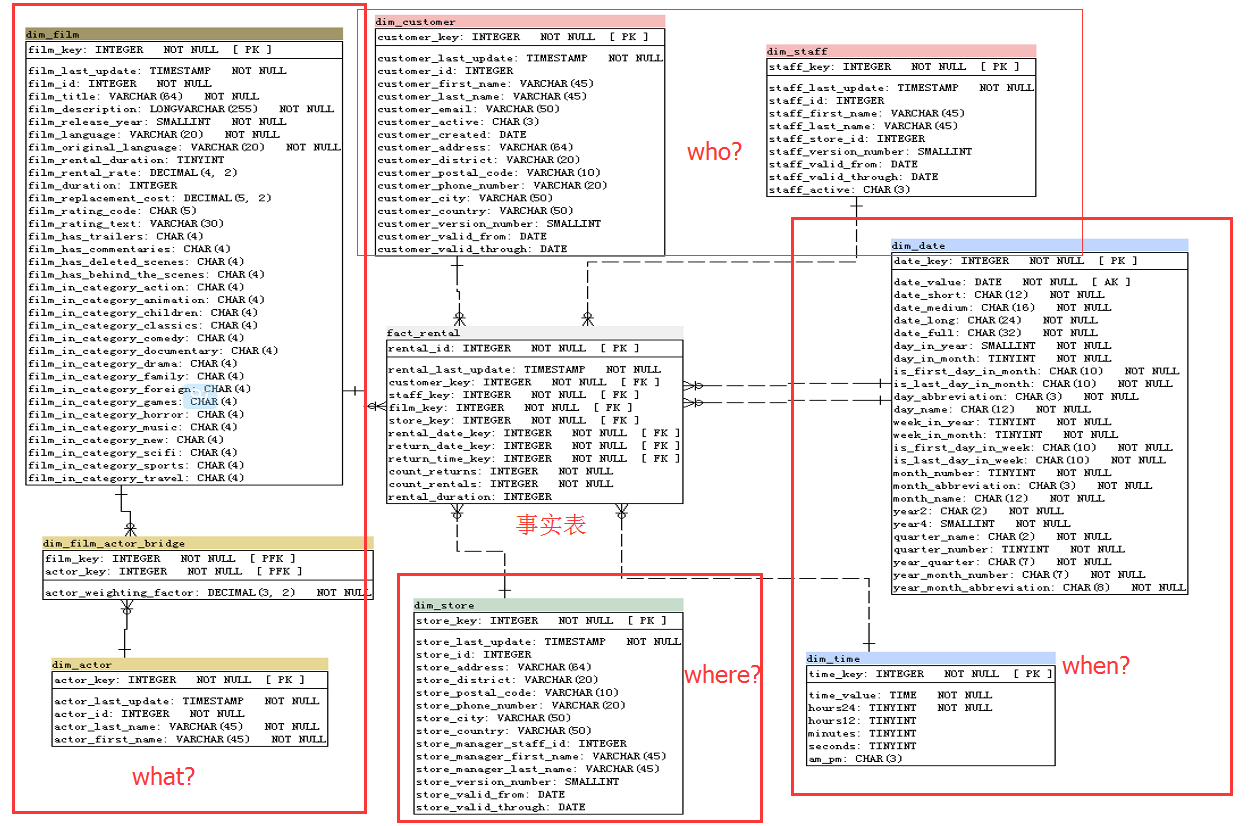 dim_film
film_key: INTEGER NOT NULL [ PK ]
film_last_update: TIMESTAMP NOT NULL
film_id: INTEGER NOT NULL
film_title: VARCHAR(64) NOT NULL
film_description: LONGVARCHAR(255) NOT NULL
film_release_year: SMALLINT NOT NULL
film_language: VARCHAR(20) NOT NULL
film_original_language: VARCHAR(20) NOT NULL
film_rental_duration: TINYINT
film_rental_rate: DECIMAL(4, 2)
film_duration: INTEGER
film_replacement_cost: DECIMAL(5, 2)
film_rating_code: CHAR(5)
film_rating_text: VARCHAR(30)
film_has_trailers: CHAR(4)
film_has_commentaries: CHAR(4)
film_has_deleted_scenes: CHAR(4)
film_has_behind_the_scenes: CHAR(4)
film_in_category_action: CHAR(4)
film_in_category_animation: CHAR(4)
film_in_category_children: CHAR(4)
film_in_category_classics: CHAR(4)
film_in_category_comedy: CHAR(4)
film_in_category_documentary: CHAR(4)
film_in_category_drama: CHAR(4)
film_in_category_family: CHAR(4)
film_in_category_foreign: CHAR(4)
film_in_category_games: CHAR(4)
film_in_category_horror: CHAR(4)
film_in_category_music: CHAR(4)
film_in_category_new: CHAR(4)
film_in_category_scifi: CHAR(4)
film_in_category_sports: CHAR(4)
film_in_category_travel: CHAR(4)
dim_film_actor_bridge
film_key: INTEGER NOT NULL [ PFK ]
actor_key: INTEGER NOT NULL [ PFK ]
actor_weighting_factor: DECIMAL(3, 2) NOT NULL
dim_actor
actor_key: INTEGER NOT NULL [ PK ]
actor_last_update: TIMESTAMP NOT NULL
actor_id: INTEGER NOT NULL
actor_last_name: VARCHAR(45) NOT NULL
actor_first_name: VARCHAR(45) NOT NULL
what?
dim_customer
customer_key: INTEGER NOT NULL [ PK ]
customer_last_update: TIMESTAMP NOT NULL
customer_id: INTEGER
customer_first_name: VARCHAR(45)
customer_last_name: VARCHAR(45)
customer_email: VARCHAR(50)
customer_active: CHAR(3)
customer_created: DATE
customer_address: VARCHAR(64)
customer_district: VARCHAR(20)
customer_postal_code: VARCHAR(10)
customer_phone_number: VARCHAR(20)
customer_city: VARCHAR(50)
customer_country: VARCHAR(50)
customer_version_number: SMALLINT
customer_valid_from: DATE
customer_valid_through: DATE
who?
dim_staff
staff_key: INTEGER NOT NULL [ PK ]
staff_last_update: TIMESTAMP NOT NULL
staff_id: INTEGER
staff_first_name: VARCHAR(45)
staff_last_name: VARCHAR(45)
staff_store_id: INTEGER
staff_version_number: SMALLINT
staff_valid_from: DATE
staff_valid_through: DATE
staff_active: CHAR(3)
fact_rental
rental_id: INTEGER NOT NULL [ PK ]
rental_last_update: TIMESTAMP NOT NULL
customer_key: INTEGER NOT NULL [ FK ]
staff_key: INTEGER NOT NULL [ FK ]
film_key: INTEGER NOT NULL [ FK ]
store_key: INTEGER NOT NULL [ FK ]
rental_date_key: INTEGER NOT NULL [ FK ]
return_date_key: INTEGER NOT NULL [ FK ]
return_time_key: INTEGER NOT NULL [ FK ]
count_returns: INTEGER NOT NULL
count_rentals: INTEGER NOT NULL
rental_duration: INTEGER
事实表
dim_store
store_key: INTEGER NOT NULL [ PK ]
store_last_update: TIMESTAMP NOT NULL
store_id: INTEGER
store_address: VARCHAR(64)
store_district: VARCHAR(20)
store_postal_code: VARCHAR(10)
store_phone_number: VARCHAR(20)
store_city: VARCHAR(50)
store_country: VARCHAR(50)
store_manager_staff_id: INTEGER
store_manager_first_name: VARCHAR(45)
store_manager_last_name: VARCHAR(45)
store_version_number: SMALLINT
store_valid_from: DATE
store_valid_through: DATE
where?
dim_date
date_key: INTEGER NOT NULL [ PK ]
date_value: DATE NOT NULL [ AK ]
date_short: CHAR(12) NOT NULL
date_medium: CHAR(16) NOT NULL
date_long: CHAR(24) NOT NULL
date_full: CHAR(32) NOT NULL
day_in_year: SMALLINT NOT NULL
day_in_month: TINYINT NOT NULL
is_first_day_in_month: CHAR(10) NOT NULL
is_last_day_in_month: CHAR(10) NOT NULL
day_abbreviation: CHAR(3) NOT NULL
day_name: CHAR(12) NOT NULL
week_in_year: TINYINT NOT NULL
week_in_month: TINYINT NOT NULL
is_first_day_in_week: CHAR(10) NOT NULL
is_last_day_in_week: CHAR(10) NOT NULL
month_number: TINYINT NOT NULL
month_abbreviation: CHAR(3) NOT NULL
month_name: CHAR(12) NOT NULL
year2: CHAR(2) NOT NULL
year4: SMALLINT NOT NULL
quarter_name: CHAR(2) NOT NULL
quarter_number: TINYINT NOT NULL
year_quarter: CHAR(7) NOT NULL
year_month_number: CHAR(7) NOT NULL
year_month_abbreviation: CHAR(8) NOT NULL
dim_time
time_key: INTEGER NOT NULL [ PK ]
time_value: TIME NOT NULL
hours24: TINYINT NOT NULL
hours12: TINYINT
minutes: TINYINT
seconds: TINYINT
am_pm: CHAR(3)
when?